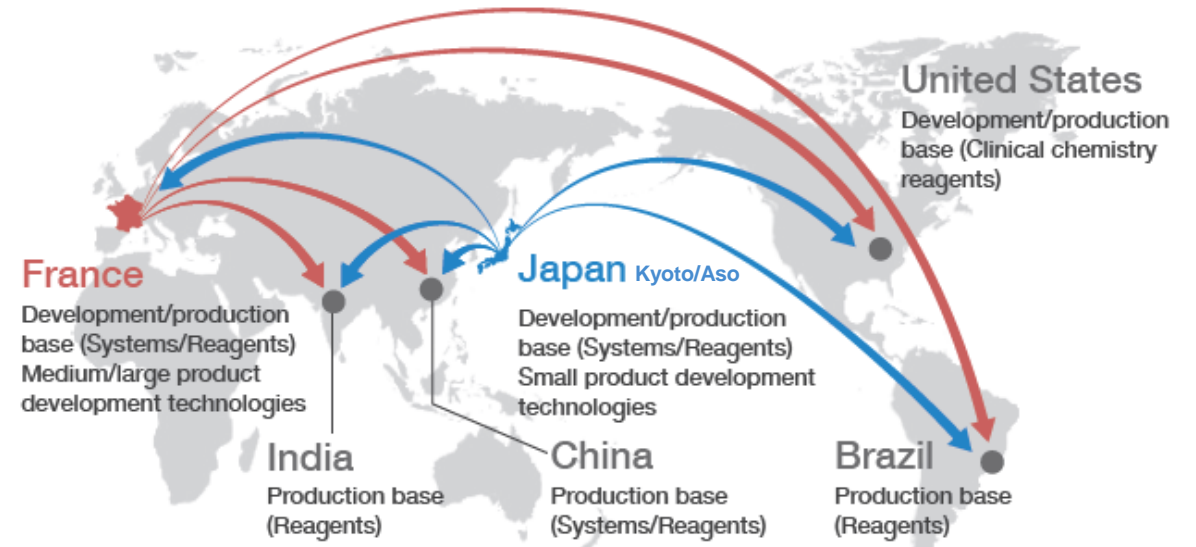 United States
Development/production
base (Clinical chemistry
reagents)
France
Development/production
base (Systems/Reagents)
Medium/large product
development technologies
Japan Kyoto/Aso
Development/production
base (Systems/Reagents)
Small product development
technologies
India
Production base
(Reagents)
China
Production base
(Systems/Reagents)
Brazil
Production base
(Reagents)